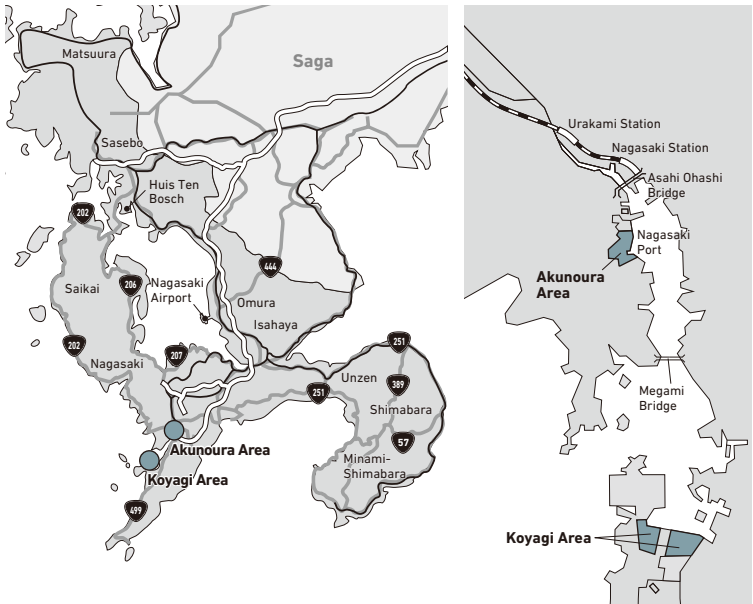 Matsuura
Saga
Sasebo
Huis Ten
Bosch
202
444
206
Nagasaki
Airport
Saikai
Omura
Isahaya
202
207
251
Nagasaki
Unzen
389
251
Shimabara
Akunoura Area
57
Minami-
Shimabara
Koyagi Area
499
Urakami Station
Nagasaki Station
Asahi Ohashi
Bridge
Nagasaki
Port
Akunoura
Area
Megami
Bridge
Koyagi Area